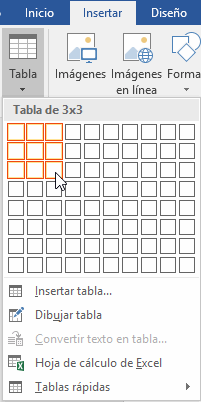 Inicio Insertar Diseño
Tabla Imágenes Imágenes en línea Forma
Tabla de 3x3
Insertar tabla...
Dibujar tabla
Convertir texto en tabla...
Hoja de cálculo de Excel
Tablas rápidas